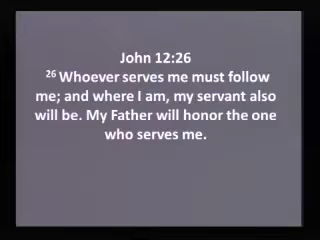 John 12:26
26 Whoever serves me must follow
me; and where I am, my servant also
will be. My Father will honor the one
who serves me.